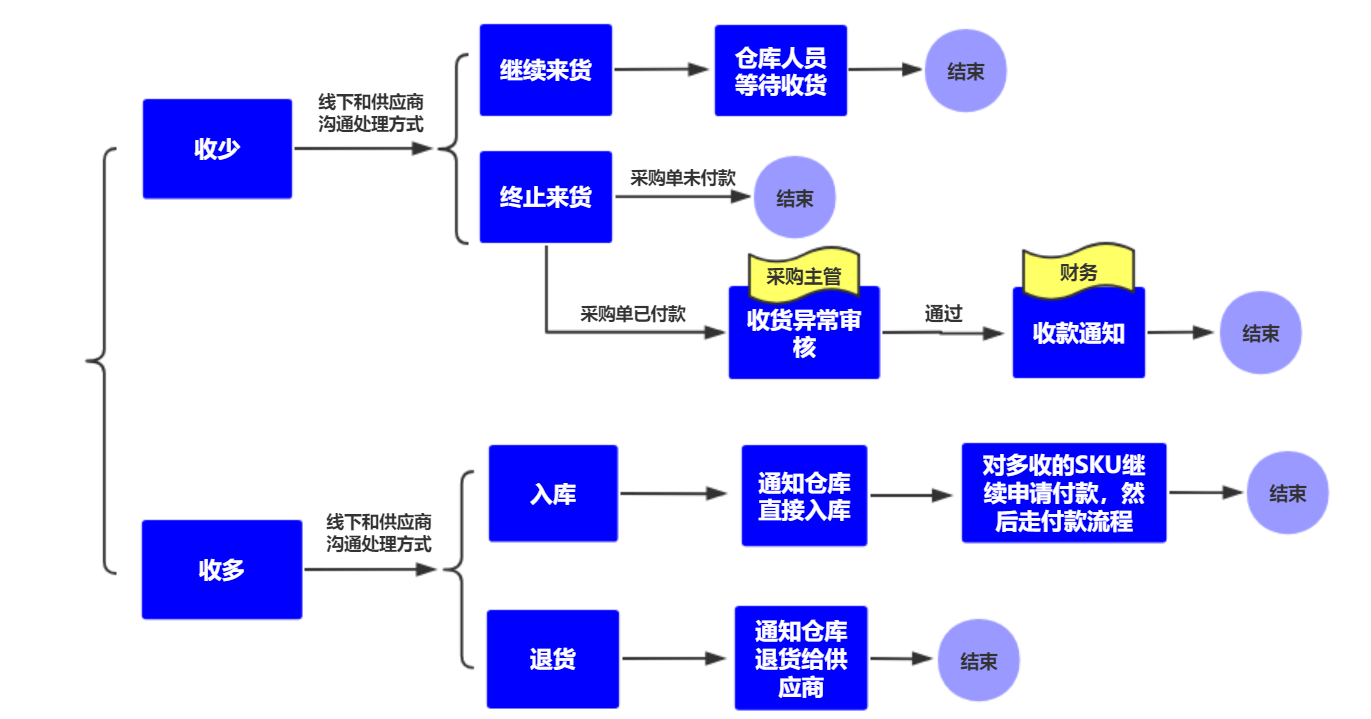 收少
线下和供应商
沟通处理方式
继续来货
仓库人员
等待收货
结束
终止来货
采购单未付款
结束
采购单已付款
采购主管
收货异常审
核
通过
财务
收款通知
结束
收多
线下和供应商
沟通处理方式
入库
通知仓库
直接入库
对多收的SKU继
续申请付款，然
后走付款流程
结束
退货
通知仓库
退货给供
应商
结束